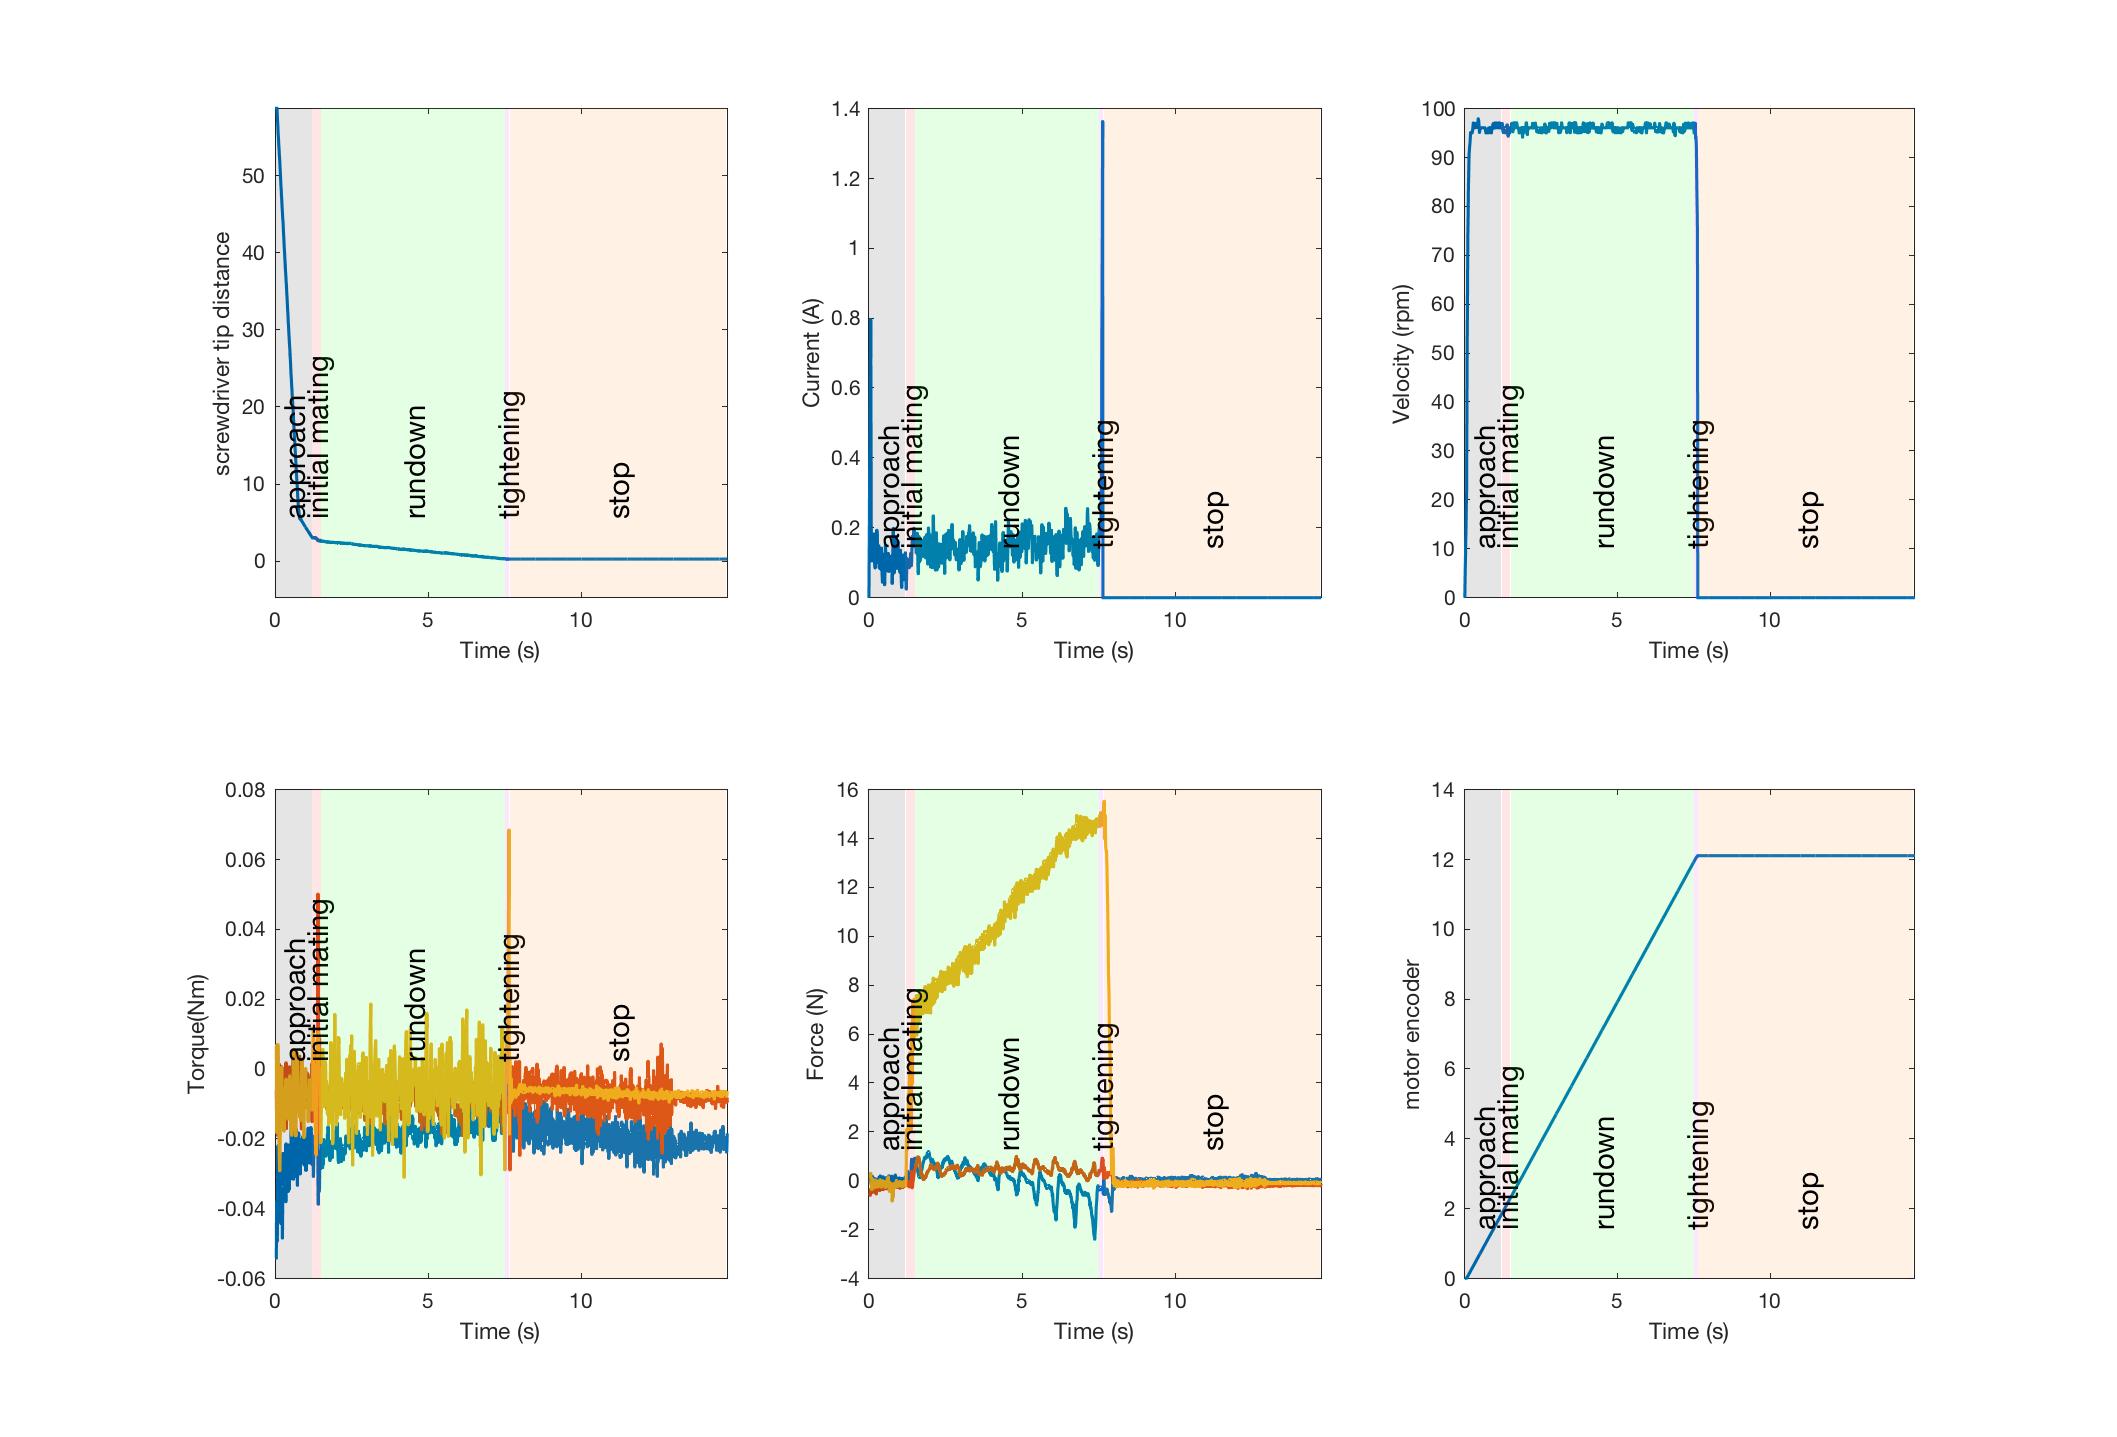 screwdriver tip distance
50
40
30
20
10
0
approach
initial mating
rundown
tightening
stop
0 5 10
Time (s)
Current (A)
1.4
1.2
1
0.8
0.6
0.4
0.2
0
approach
initial mating
rundown
tightening
stop
0 5 10
Time (s)
Velocity (rpm)
100
90
80
70
60
50
40
30
20
10
0
approach
initial mating
rundown
tightening
stop
0 5 10
Time (s)
Torque(Nm)
0.08
0.06
0.04
0.02
0
-0.02
-0.04
-0.06
approach
initial mating
rundown
tightening
stop
0 5 10
Time (s)
Force (N)
16
14
12
10
8
6
4
2
0
-2
-4
approach
initial mating
rundown
tightening
stop
0 5 10
Time (s)
motor encoder
14
12
10
8
6
4
2
0
approach
initial mating
rundown
tightening
stop
0 5 10
Time (s)